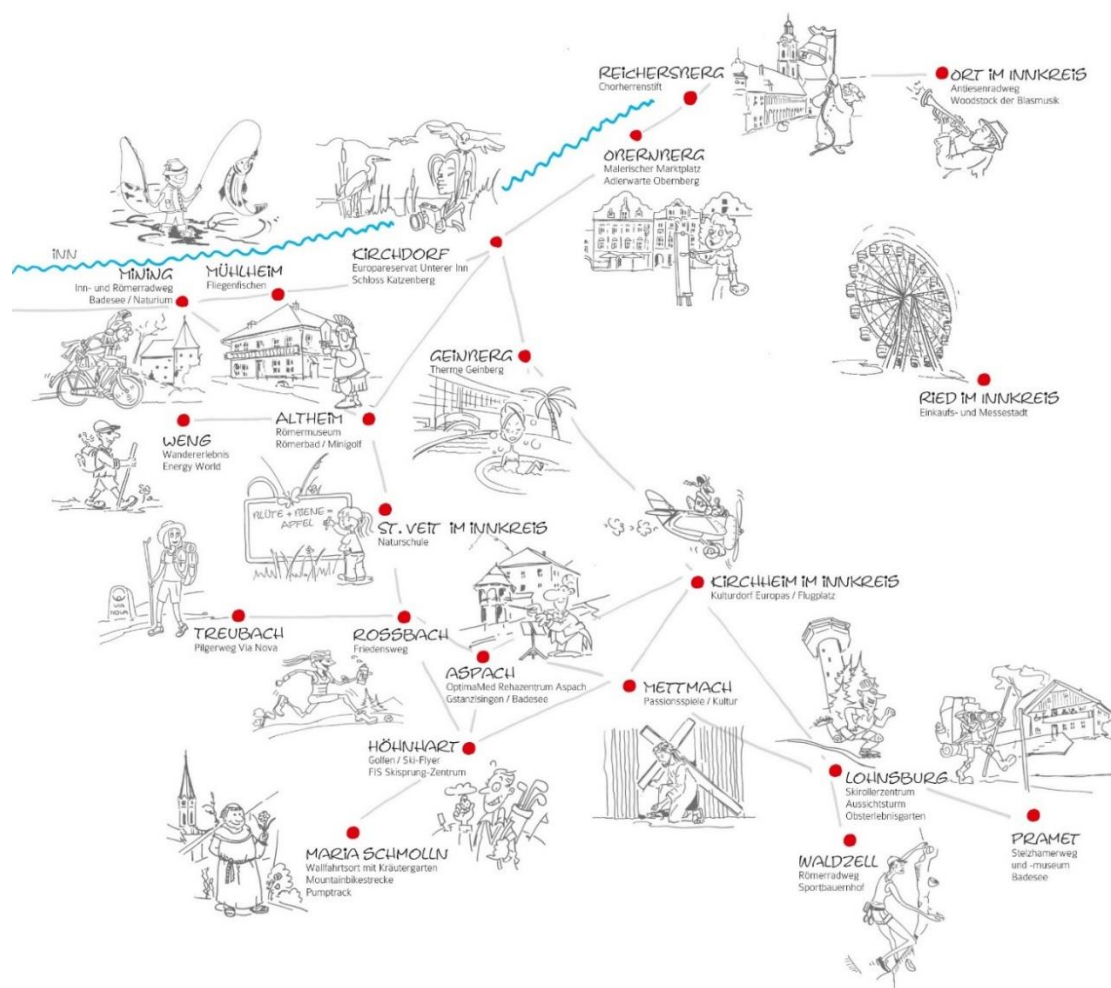 REICHERSBERG
Chorherrenstift
ORT IM INNKREIS
Antiesenradweg
Woodstock der Blasmusik
OBERNBERG
Malerischer Marktplatz
Adlerwarte Obernberg
INN
KIRCHDORF
Europareservat Unterer Inn
Schloss Katzenberg
MINING
Inn- und Römerradweg
Badesee / Naturium
MÜHLHEIM
Fliegenfischen
GEINBERG
Therme Geinberg
RIED IM INNKREIS
Einkaufs- und Messestadt
WENG
Wandererlebnis
Energy World
ALTHEIM
Römermuseum
Römerbad / Minigolf
BLÜTE + BIENE =
APFEL
ST. VEIT IM INNKREIS
Naturschule
KIRCHHEIM IM INNKREIS
Kulturdorf Europas / Flugplatz
VIA
NOVA
TREUBACH
Pilgerweg Via Nova
ROSSBACH
Friedensweg
ASPACH
OptimaMed Rehazentrum Aspach
Gstanzlsingen / Badesee
METTMACH
Passionsspiele / Kultur
HÖHNHART
Golfen / Ski-Flyer
FIS Skisprung-Zentrum
LOHNSBURG
Skirollerzentrum
Aussichtsturm
Obsterlebnisgarten
PRAMET
Stelzhamerweg
und -museum
Badesee
MARIA SCHMOLLN
Wallfahrtsort mit Kräutergarten
Mountainbikestrecke
Pumptrack
WALDZELL
Römerradweg
Sportbauernhof